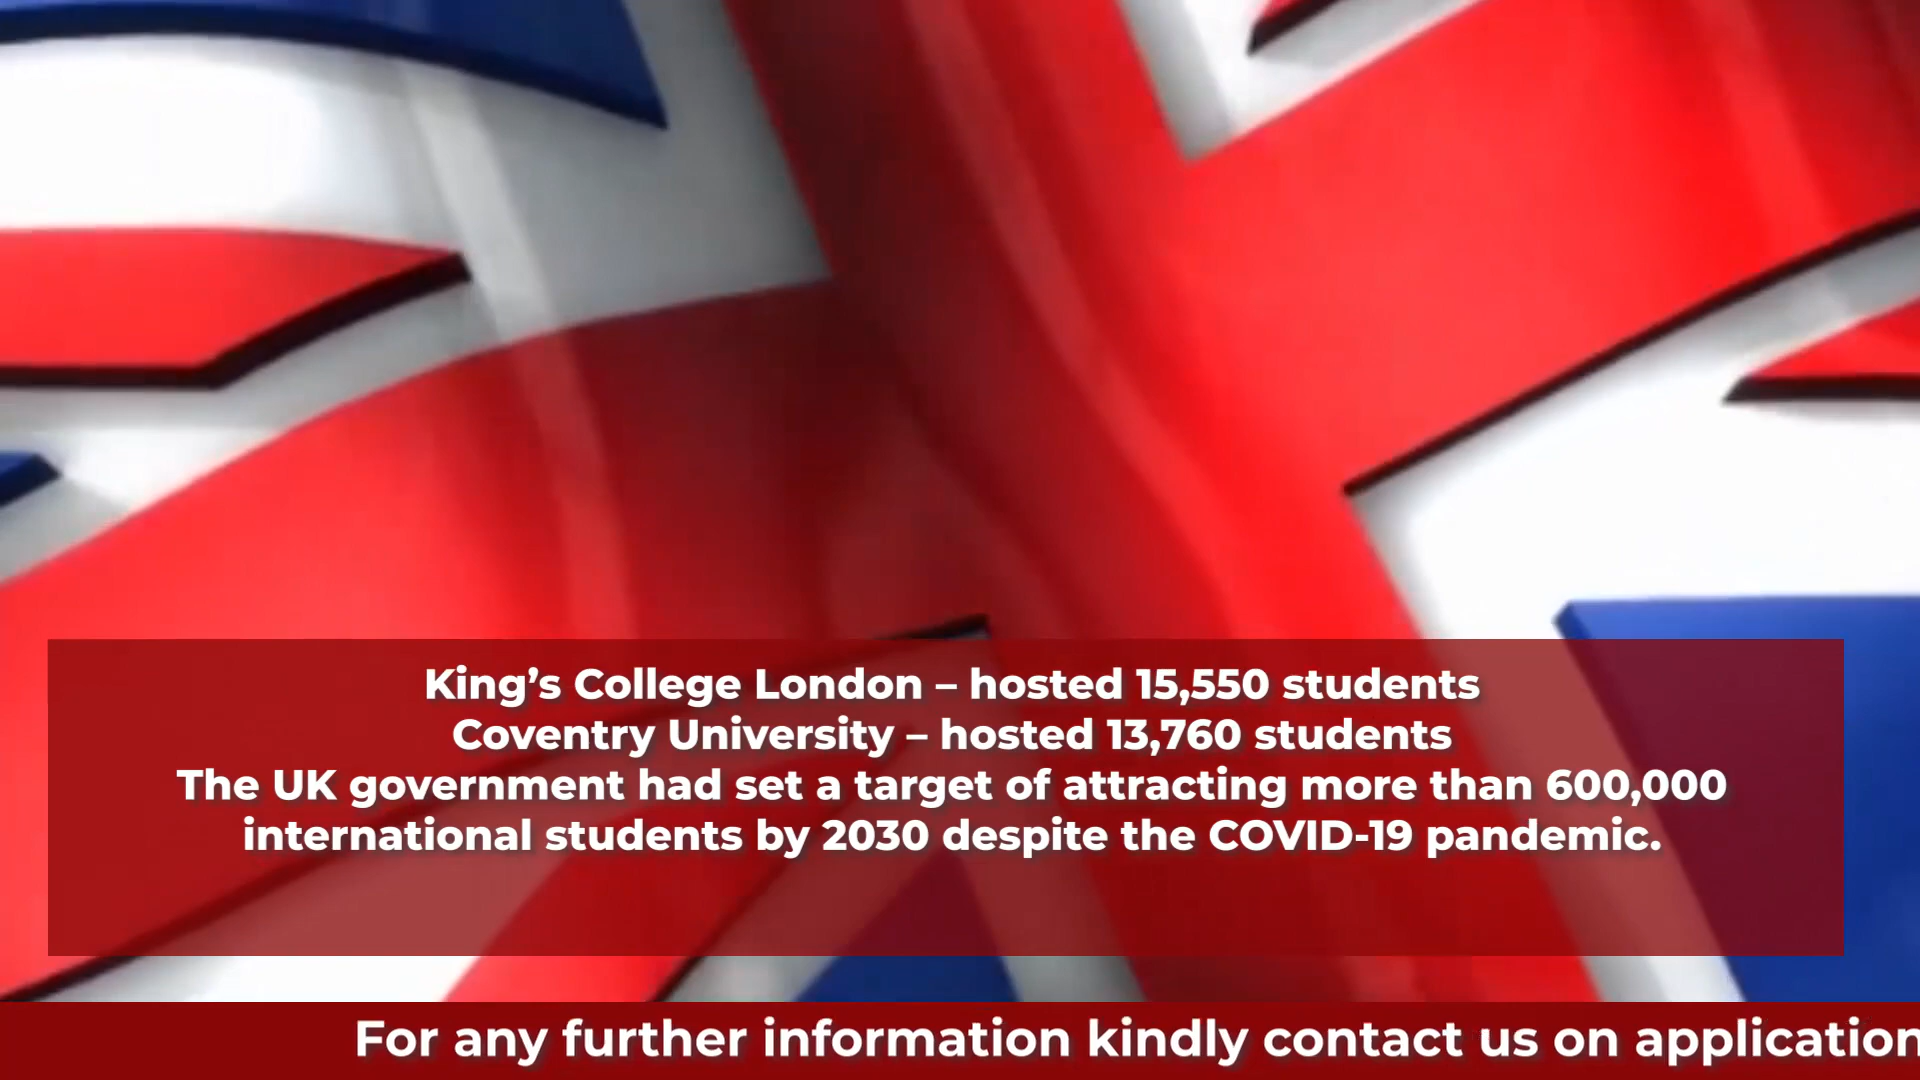 King’s College London – hosted 15,550 students
Coventry University – hosted 13,760 students
The UK government had set a target of attracting more than 600,000
international students by 2030 despite the COVID-19 pandemic.
For any further information kindly contact us on application